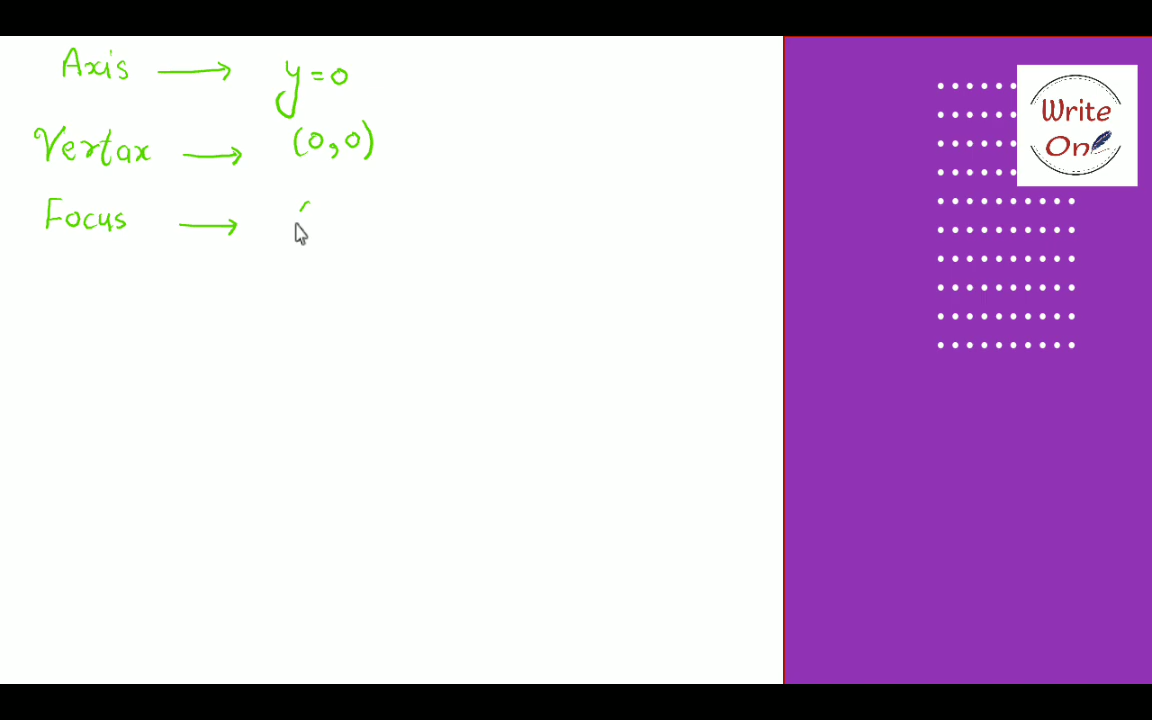 Axis → y = 0
Vertax → (0,0)
Focus →
Write
On